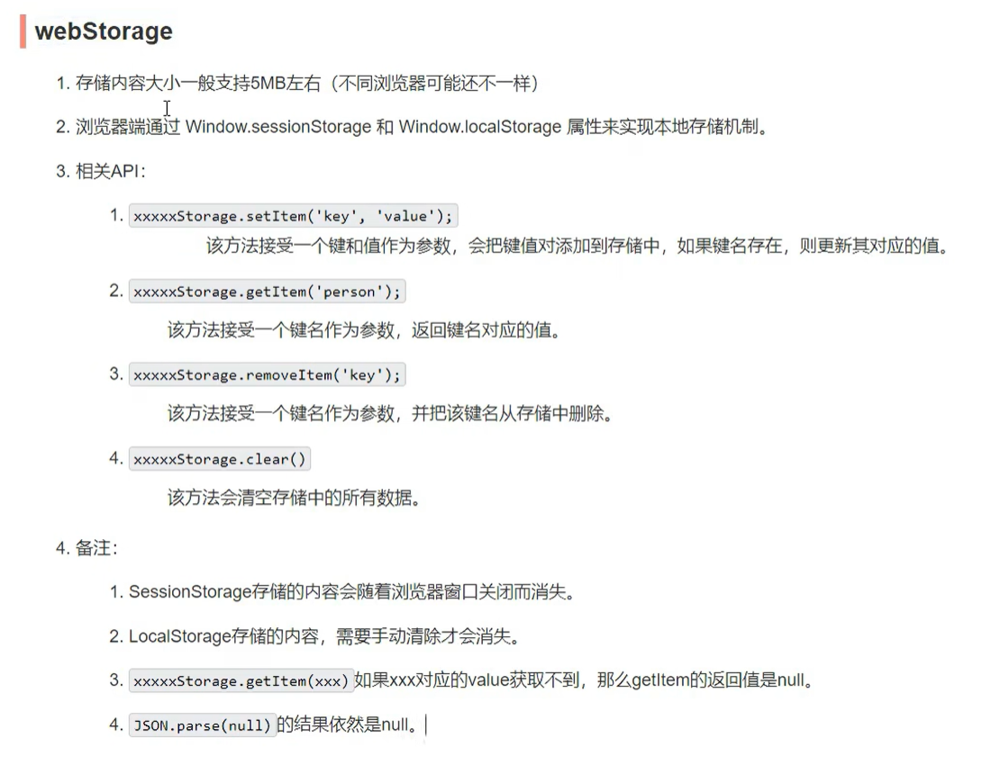 webStorage
1. 存储内容大小一般支持5MB左右（不同浏览器可能还不一样）
2. 浏览器端通过 Window.sessionStorage 和 Window.localStorage 属性来实现本地存储机制。
3. 相关API：
1. xxxxxStorage.setItem('key', 'value');
该方法接受一个键和值作为参数，会把键值对添加到存储中，如果键名存在，则更新其对应的值。
2. xxxxxStorage.getItem('person');
该方法接受一个键名作为参数，返回键名对应的值。
3. xxxxxStorage.removeItem('key');
该方法接受一个键名作为参数，并把该键名从存储中删除。
4. xxxxxStorage.clear()
该方法会清空存储中的所有数据。
4. 备注：
1. SessionStorage存储的内容会随着浏览器窗口关闭而消失。
2. LocalStorage存储的内容，需要手动清除才会消失。
3. xxxxxStorage.getItem(xxx)如果xxx对应的value获取不到，那么getItem的返回值是null。
4. JSON.parse(null)的结果依然是null。